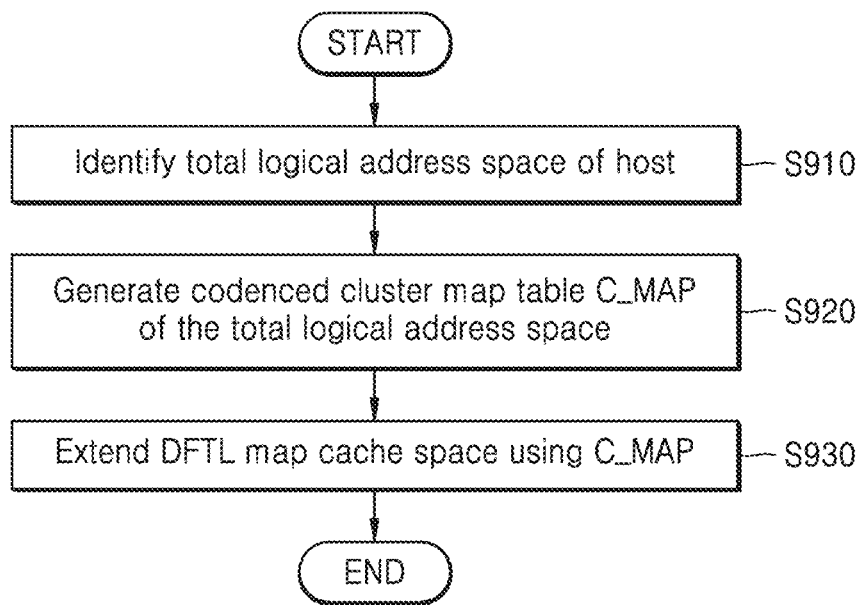 START
Identify total logical address space of host
S910
Generate codenced cluster map table C_MAP
of the total logical address space
S920
Extend DFTL map cache space using C_MAP
S930
END